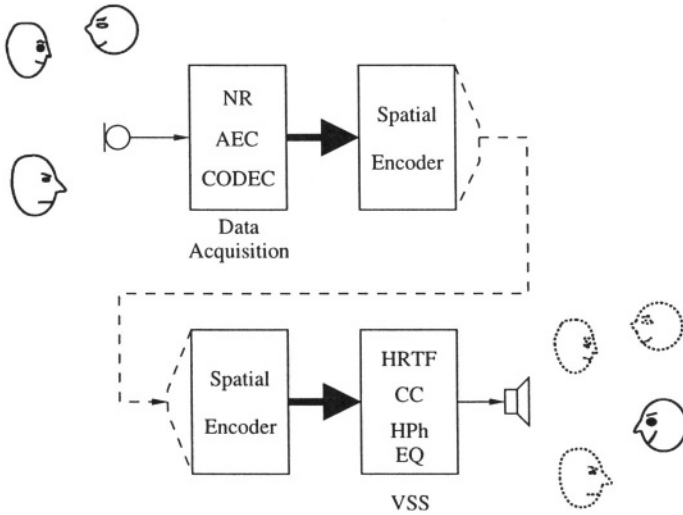 NR
AEC
CODEC
Data
Acquisition
Spatial
Encoder
Spatial
Encoder
HRTF
CC
HPh
EQ
VSS